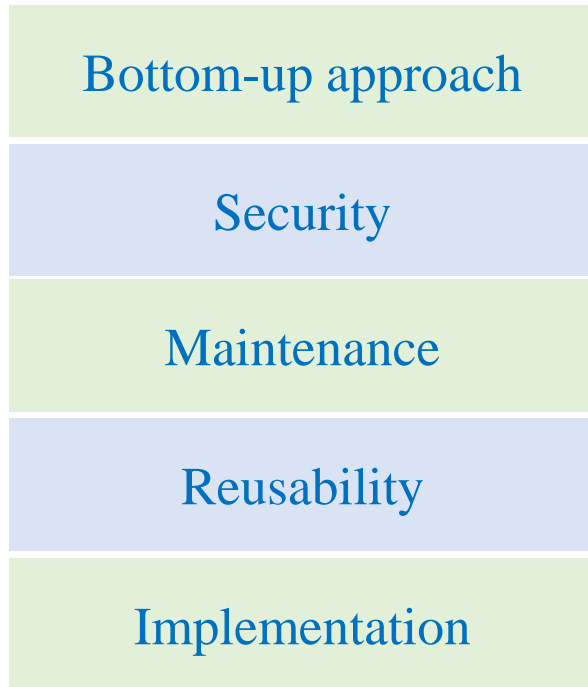 Bottom-up approach
Security
Maintenance
Reusability
Implementation